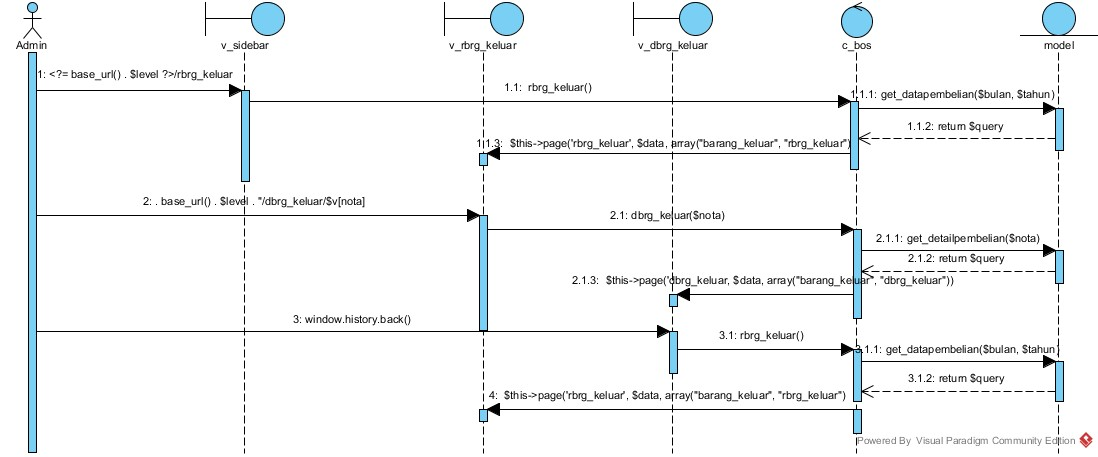 Admin
v_sidebar
v_rbrg_keluar
v_dbrg_keluar
c_bos
model
1: <?= base_url() . $level ?>/rbrg_keluar
1.1: rbrg_keluar()
1.1.1: get_datapembelian($bulan, $tahun)
1.1.2: return $query
1.1.3: $this->page('rbrg_keluar', $data, array("barang_keluar", "rbrg_keluar")
2: . base_url() . $level . "/dbrg_keluar/$v[nota]
2.1: dbrg_keluar($nota)
2.1.1: get_detailpembelian($nota)
2.1.2: return $query
2.1.3: $this->page('dbrg_keluar, $data, array("barang_keluar", "dbrg_keluar"))
3: window.history.back()
3.1: rbrg_keluar()
3.1.1: get_datapembelian($bulan, $tahun)
3.1.2: return $query
4: $this->page('rbrg_keluar', $data, array("barang_keluar", "rbrg_keluar")
Powered By Visual Paradigm Community Edition